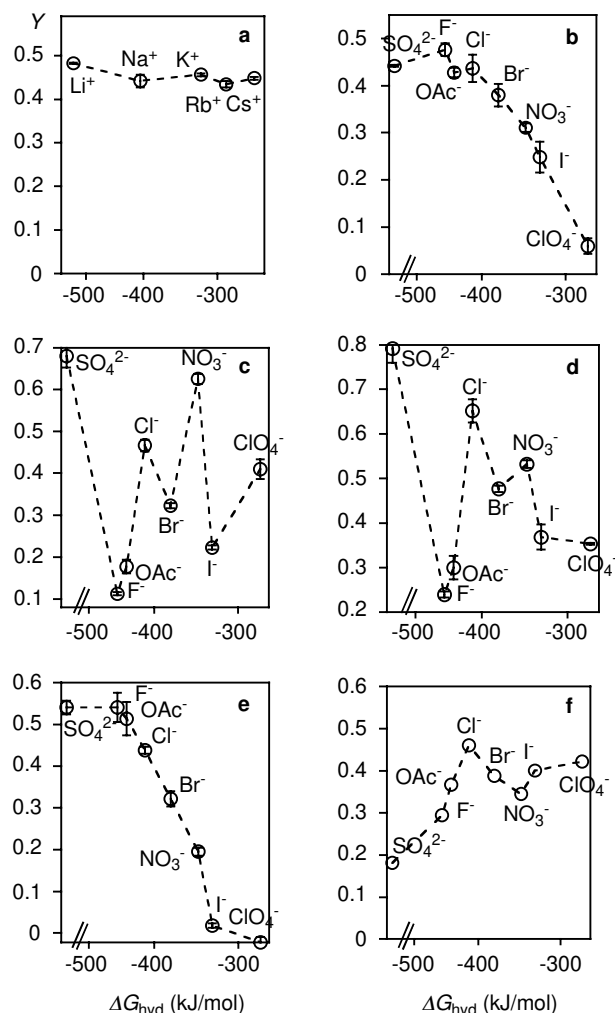 Y
a
0.5
0.4
0.3
0.2
0.1
0
Li⁺
Na⁺
K⁺
Rb⁺ Cs⁺
-500
-400
-300
b
0.5
0.4
0.3
0.2
0.1
0
SO₄²⁻
F⁻
OAc⁻
Cl⁻
Br⁻
NO₃⁻
I⁻
ClO₄⁻
-500
-400
-300
c
0.7
0.6
0.5
0.4
0.3
0.2
0.1
SO₄²⁻
F⁻
OAc⁻
Cl⁻
Br⁻
NO₃⁻
I⁻
ClO₄⁻
-500
-400
-300
d
0.8
0.7
0.6
0.5
0.4
0.3
0.2
SO₄²⁻
F⁻
OAc⁻
Cl⁻
Br⁻
NO₃⁻
I⁻
ClO₄⁻
-500
-400
-300
e
0.6
0.5
0.4
0.3
0.2
0.1
0
SO₄²⁻
F⁻
OAc⁻
Cl⁻
Br⁻
NO₃⁻
I⁻
ClO₄⁻
-500
-400
-300
ΔG_hyd (kJ/mol)
f
0.6
0.5
0.4
0.3
0.2
0.1
0
SO₄²⁻
F⁻
OAc⁻
Cl⁻
Br⁻
NO₃⁻
I⁻
ClO₄⁻
-500
-400
-300
ΔG_hyd (kJ/mol)